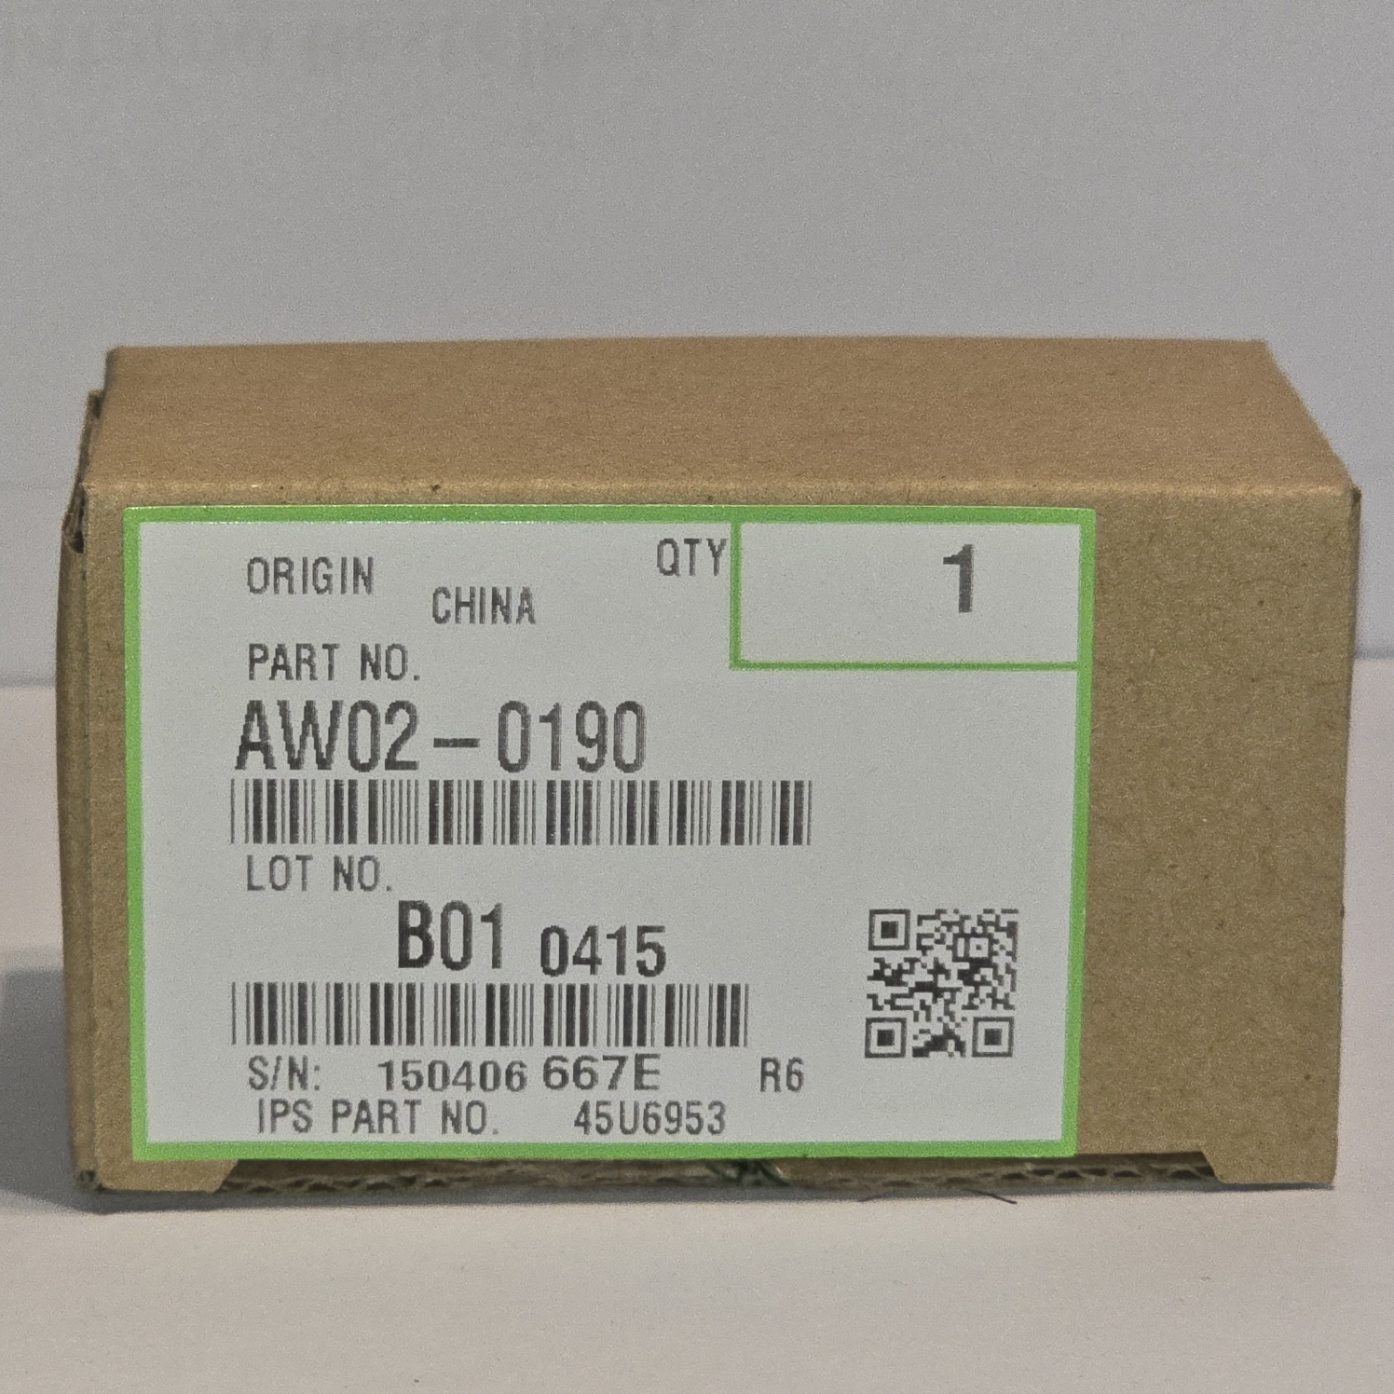 ORIGIN
CHINA
QTY 1
PART NO.
AW02-0190
LOT NO.
B01 0415
S/N: 150406 667E R6
IPS PART NO. 45U6953